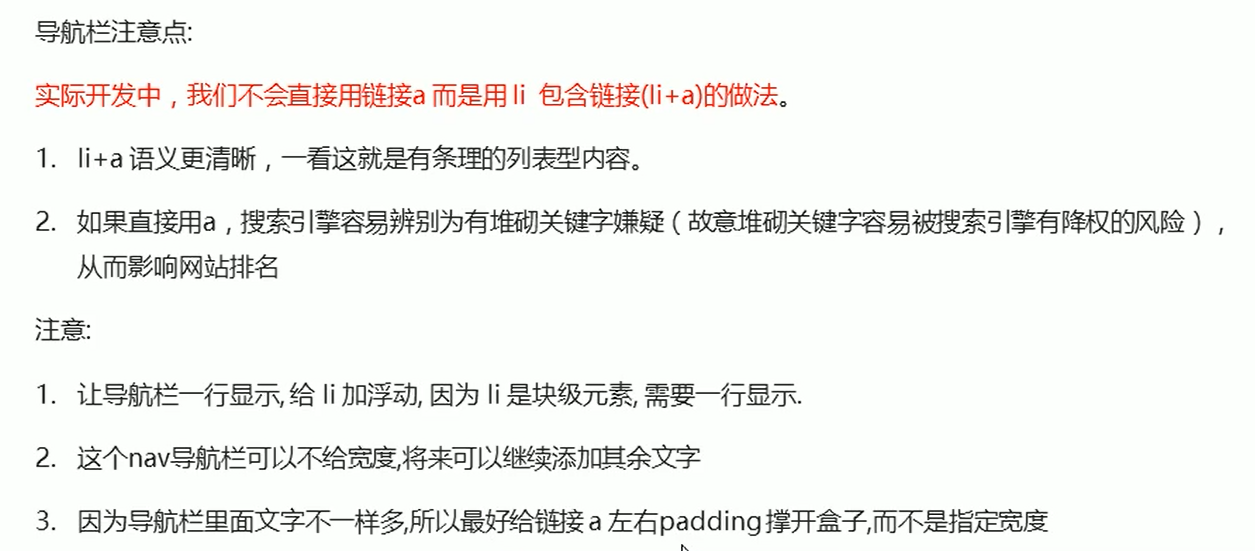 导航栏注意点:
实际开发中，我们不会直接用链接a 而是用 li 包含链接(li+a)的做法。
1. li+a 语义更清晰，一看这就是有条理的列表型内容。
2. 如果直接用a，搜索引擎容易辨别为有堆砌关键字嫌疑（故意堆砌关键字容易被搜索引擎有降权的风险），
从而影响网站排名
注意:
1. 让导航栏一行显示, 给 li 加浮动, 因为 li 是块级元素, 需要一行显示.
2. 这个nav导航栏可以不给宽度,将来可以继续添加其余文字
3. 因为导航栏里面文字不一样多,所以最好给链接 a 左右padding 撑开盒子,而不是指定宽度